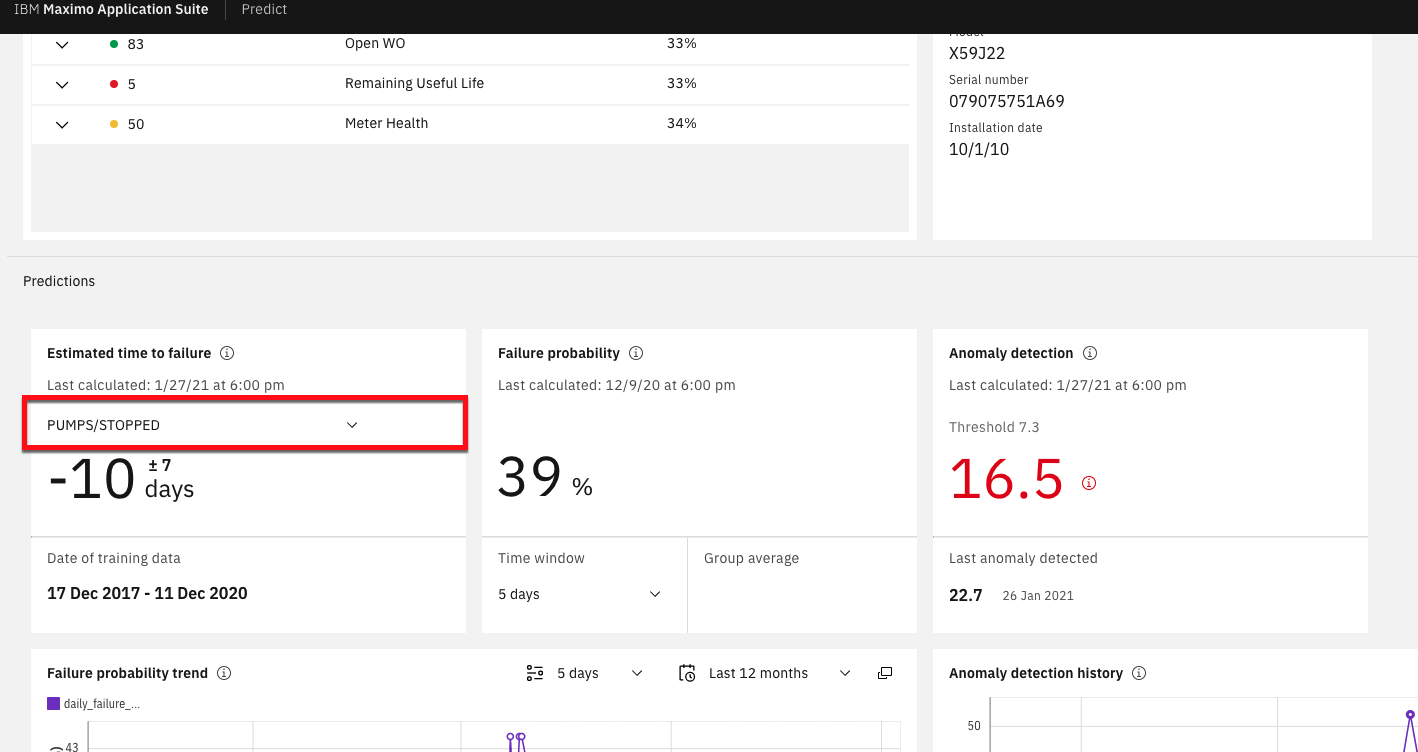 IBM Maximo Application Suite Predict
83 Open WO 33%
5 Remaining Useful Life 33%
50 Meter Health 34%
Model
X59J22
Serial number
079075751A69
Installation date
10/1/10
Predictions
Estimated time to failure
Last calculated: 1/27/21 at 6:00 pm
PUMPS/STOPPED
-10 ± 7 days
Date of training data
17 Dec 2017 - 11 Dec 2020
Failure probability
Last calculated: 12/9/20 at 6:00 pm
39 %
Time window
5 days
Group average
Anomaly detection
Last calculated: 1/27/21 at 6:00 pm
Threshold 7.3
16.5
Last anomaly detected
22.7 26 Jan 2021
Failure probability trend 5 days Last 12 months
daily_failure_...
43
Anomaly detection history
50